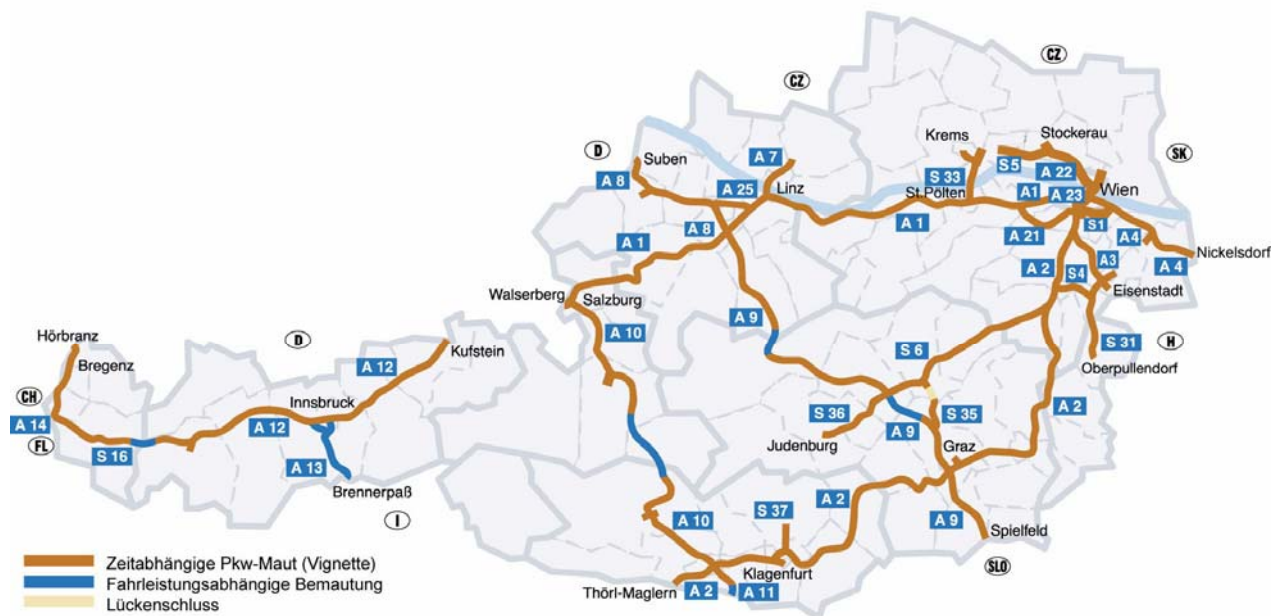 CZ
CZ
Krems
Stockerau
D
Suben
A 7
SK
A 8
A 25
Linz
S 33
S 5
A 22
Wien
St.Pölten
A1
A 23
A 8
A 1
S1
A 1
A 21
A 4
Nickelsdorf
A 2
S4
A3
A 4
Eisenstadt
Walserberg
Salzburg
A 9
A 10
Hörbranz
D
S 6
S 31
H
Bregenz
A 12
Kufstein
Oberpullendorf
CH
Innsbruck
A 14
A 12
S 36
A 9
S 35
A 2
FL
S 16
A 13
Judenburg
Graz
Brennerpaß
I
A 10
S 37
A 2
A 9
Spielfeld
Zeitabhängige Pkw-Maut (Vignette)
Fahrleistungsabhängige Bemautung
Lückenschluss
Klagenfurt
SLO
Thörl-Maglern
A 2
A 11